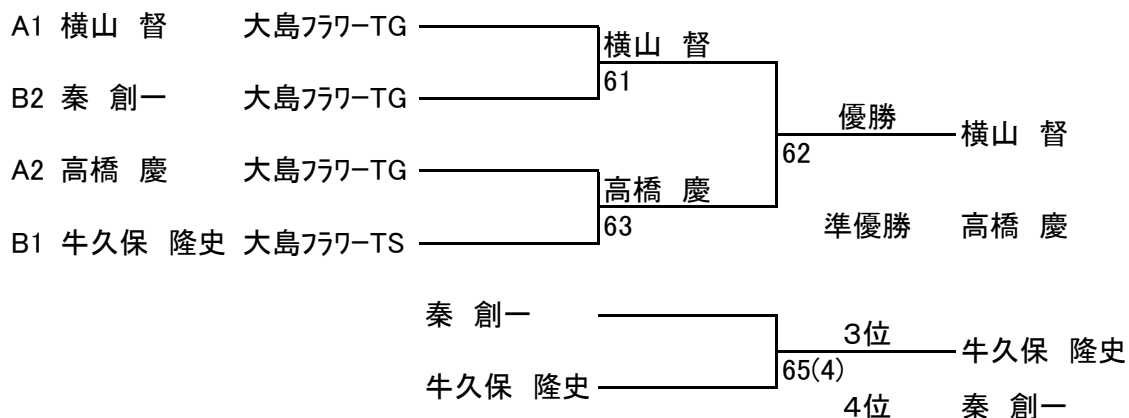 A1 横山 督 大島フラワーTG
横山 督
61
B2 秦 創一 大島フラワーTG
優勝 横山 督
62
A2 高橋 慶 大島フラワーTG
高橋 慶
63
準優勝 高橋 慶
B1 牛久保 隆史 大島フラワーTS
秦 創一
3位 牛久保 隆史
65(4)
牛久保 隆史
4位 秦 創一